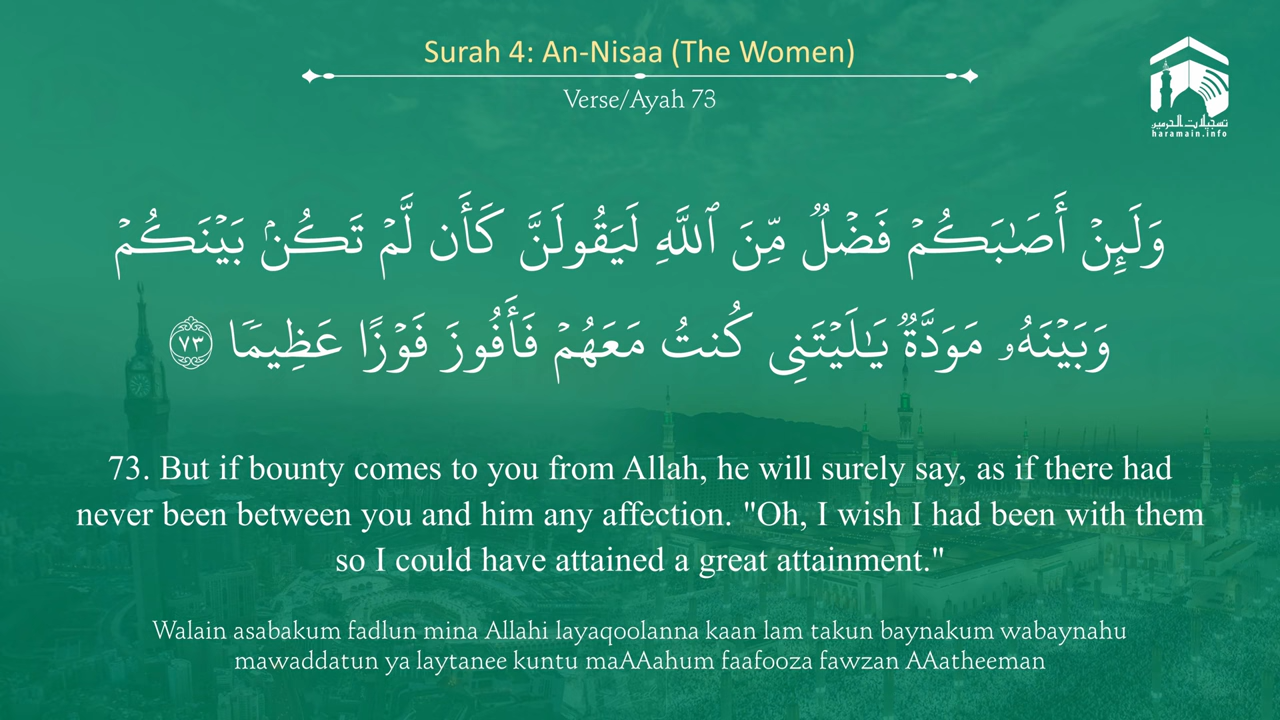 Surah 4: An-Nisaa (The Women)
Verse/Ayah 73
تسجيلات الحرمين
haramain.info
وَلَئِنْ أَصَـٰبَكُمْ فَضْلٌ مِّنَ ٱللَّهِ لَيَقُولَنَّ كَأَن لَّمْ تَكُنۢ بَيْنَكُمْ
وَبَيْنَهُۥ مَوَدَّةٌ يَـٰلَيْتَنِى كُنتُ مَعَهُمْ فَأَفُوزَ فَوْزًا عَظِيمًا ٧٣
73. But if bounty comes to you from Allah, he will surely say, as if there had
never been between you and him any affection. "Oh, I wish I had been with them
so I could have attained a great attainment."
Walain asabakum fadlun mina Allahi layaqoolanna kaan lam takun baynakum wabaynahu
mawaddatun ya laytanee kuntu maAAahum faafooza fawzan AAatheeman